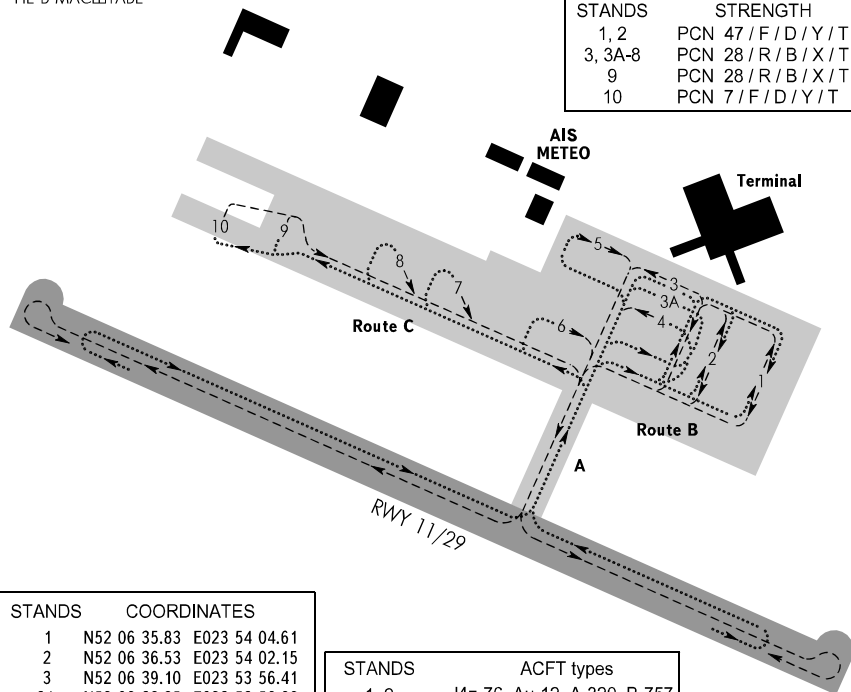 НЕ В МАСШТАБЕ
STANDS STRENGTH
1, 2 PCN 47 / F / D / Y / T
3, 3A-8 PCN 28 / R / B / X / T
9 PCN 28 / R / B / X / T
10 PCN 7 / F / D / Y / T
AIS
METEO
Terminal
10
9
8
7
6
5
3
3A
4
2
1
Route C
Route B
A
RWY 11/29
STANDS COORDINATES
1 N52 06 35.83 E023 54 04.61
2 N52 06 36.53 E023 54 02.15
3 N52 06 39.10 E023 53 56.41
STANDS ACFT types